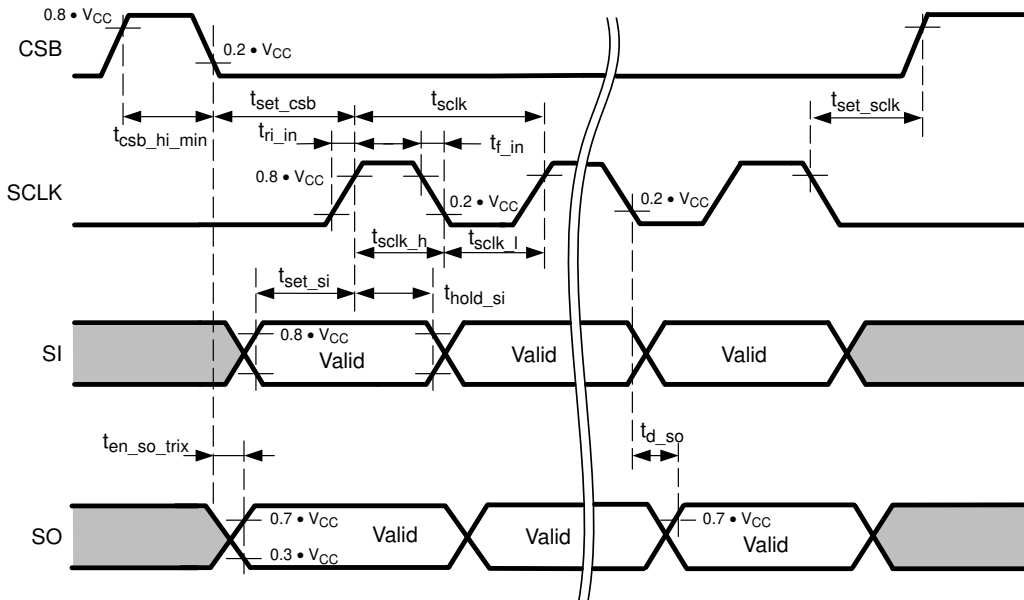 0.8 • VCC
CSB
0.2 • VCC
tset_csb
tsclk
tset_sclk
tcsb_hi_min
tri_in
tf_in
0.8 • VCC
SCLK
0.2 • VCC
0.2 • VCC
tsclk_h
tsclk_l
tset_si
thold_si
0.8 • VCC
SI
Valid
Valid
Valid
ten_so_trix
td_so
0.7 • VCC
0.7 • VCC
SO
Valid
Valid
Valid
0.3 • VCC